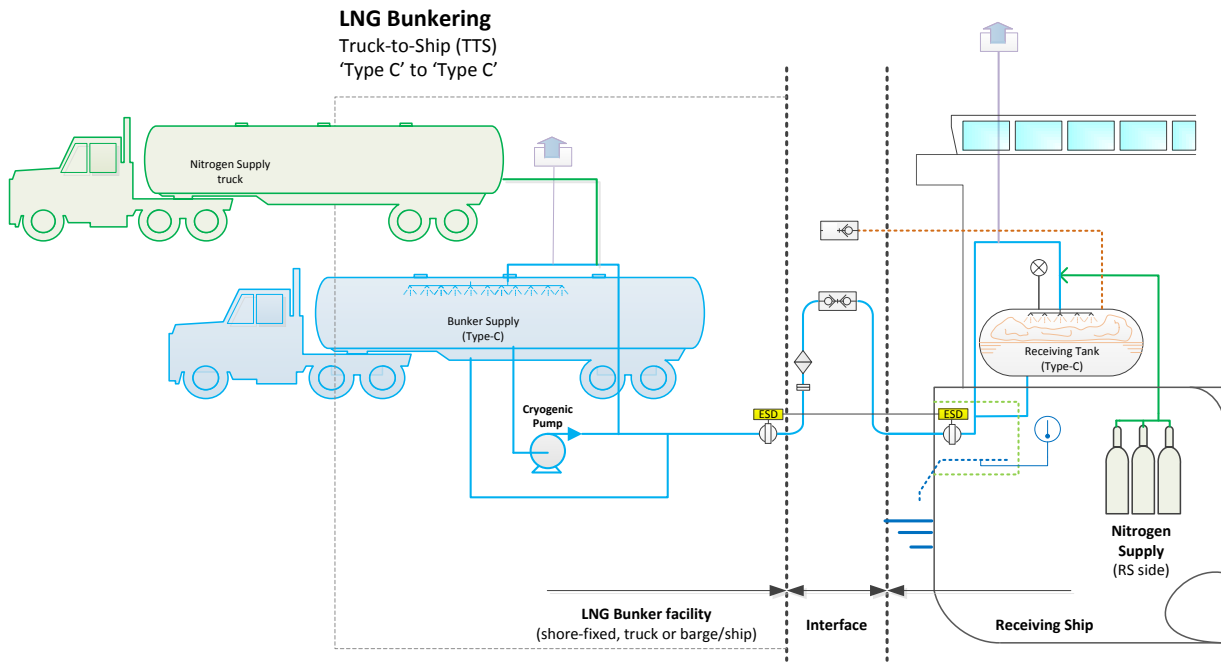 LNG Bunkering
Truck-to-Ship (TTS)
‘Type C’ to ‘Type C’
Nitrogen Supply
truck
Bunker Supply
(Type-C)
Cryogenic
Pump
ESD
ESD
Receiving Tank
(Type-C)
Nitrogen
Supply
(RS side)
LNG Bunker facility
(shore-fixed, truck or barge/ship)
Interface
Receiving Ship